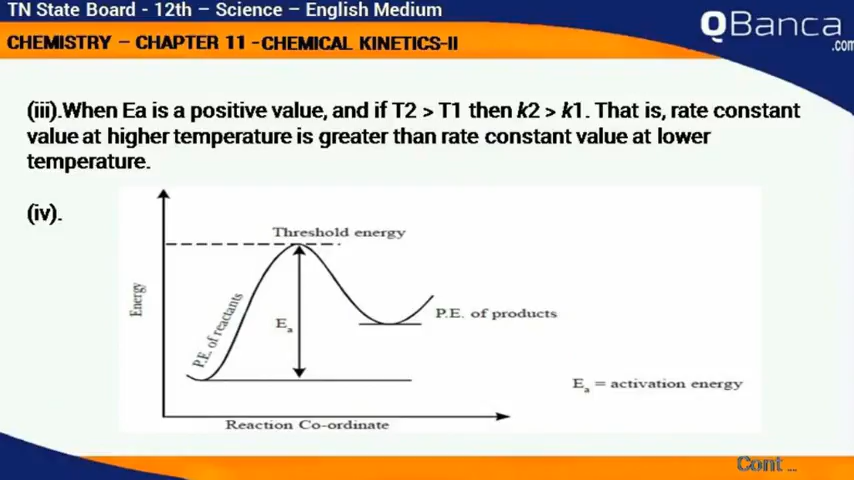 TN State Board - 12th – Science – English Medium
QBanca
.com
CHEMISTRY – CHAPTER 11 -CHEMICAL KINETICS-II
(iii).When Ea is a positive value, and if T2 > T1 then k2 > k1. That is, rate constant
value at higher temperature is greater than rate constant value at lower
temperature.
(iv).
Threshold energy
Energy
P.E. of reactants
Ea
P.E. of products
Ea = activation energy
Reaction Co-ordinate
Cont ...